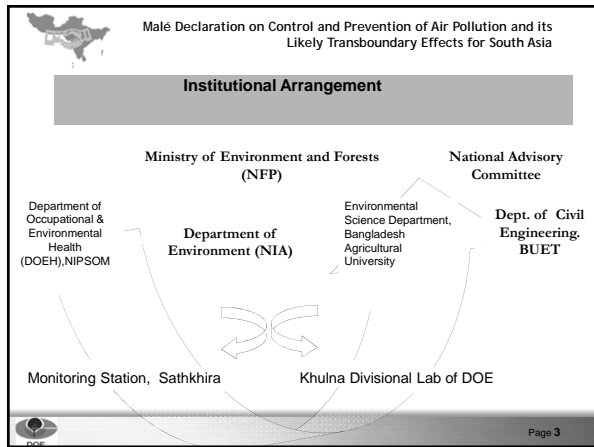 Malé Declaration on Control and Prevention of Air Pollution and its
Likely Transboundary Effects for South Asia
Institutional Arrangement
Ministry of Environment and Forests
(NFP)
National Advisory
Committee
Department of
Occupational &
Environmental
Health
(DOEH),NIPSOM
Department of
Environment (NIA)
Environmental
Science Department,
Bangladesh
Agricultural
University
Dept. of Civil
Engineering.
BUET
Monitoring Station, Sathkhira
Khulna Divisional Lab of DOE
DOE
Page 3